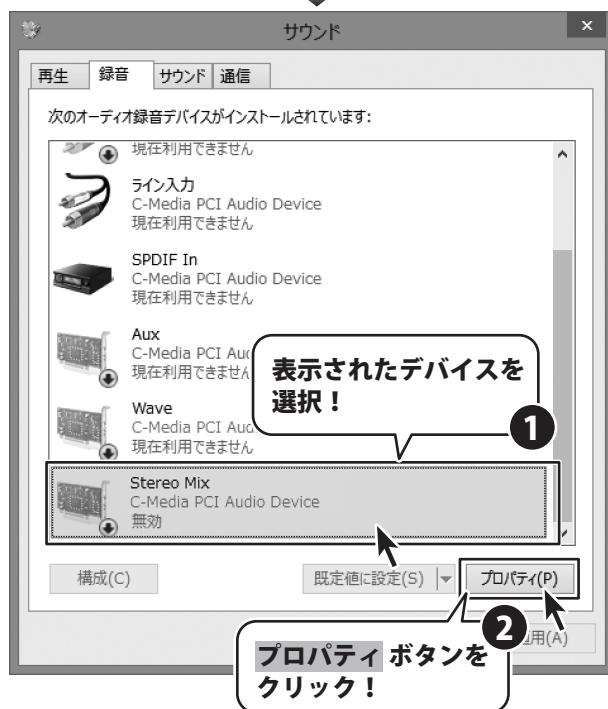 サウンド
×
再生 録音 サウンド 通信
次のオーディオ録音デバイスがインストールされています:
現在利用できません
ライン入力
C-Media PCI Audio Device
現在利用できません
SPDIF In
C-Media PCI Audio Device
現在利用できません
Aux
C-Media PCI
現在利用できませ
Wave
C-Media PCI
現在利用できません
Stereo Mix
C-Media PCI Audio Device
無効
表示されたデバイスを
選択！
1
構成(C) 既定値に設定(S) プロパティ(P)
2
用(A)
プロパティ ボタンを
クリック！